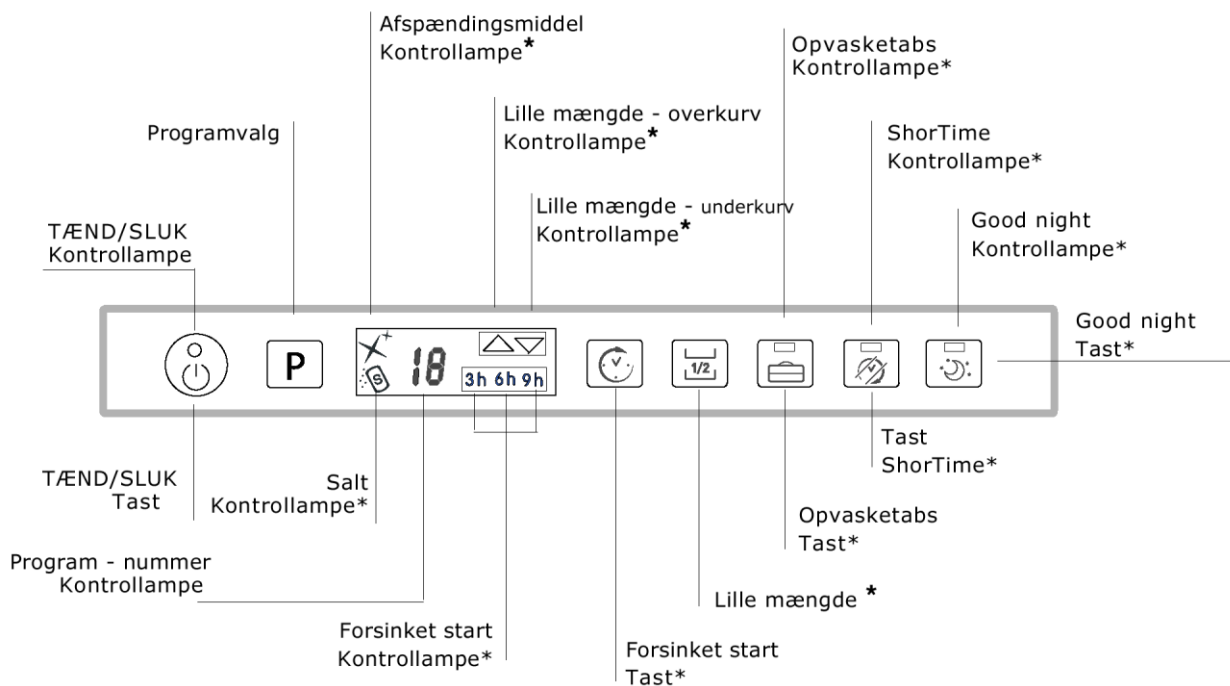 Afspændingsmiddel
Kontrollampe*
Opvasketabs
Kontrollampe*
Lille mængde - overkurv
Kontrollampe*
Programvalg
ShorTime
Kontrollampe*
Lille mængde - underkurv
Kontrollampe*
TÆND/SLUK
Kontrollampe
Good night
Kontrollampe*
Good night
Tast*
P
S
18
3h 6h 9h
1/2
TÆND/SLUK
Tast
Salt
Kontrollampe*
Tast
ShorTime*
Opvasketabs
Tast*
Program - nummer
Kontrollampe
Lille mængde *
Forsinket start
Kontrollampe*
Forsinket start
Tast*